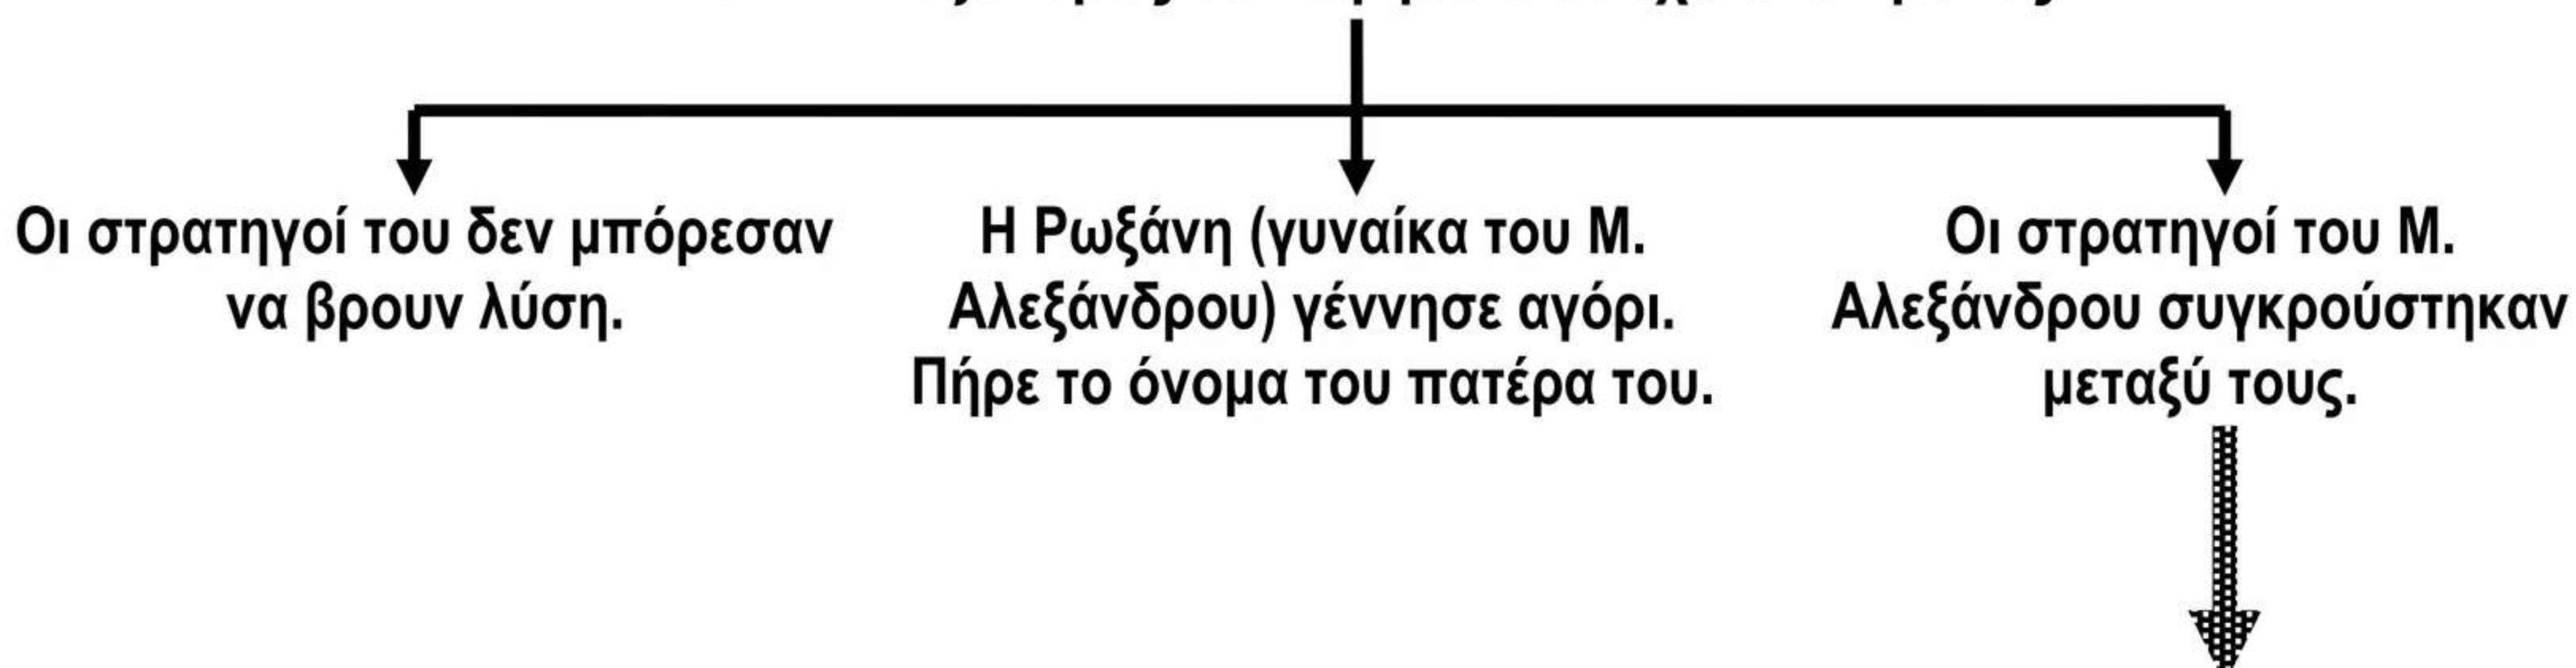 Οι στρατηγοί του δεν μπόρεσαν
να βρουν λύση.
Η Ρωξάνη (γυναίκα του Μ.
Αλεξάνδρου) γέννησε αγόρι.
Πήρε το όνομα του πατέρα του.
Οι στρατηγοί του Μ.
Αλεξάνδρου συγκρούστηκαν
μεταξύ τους.